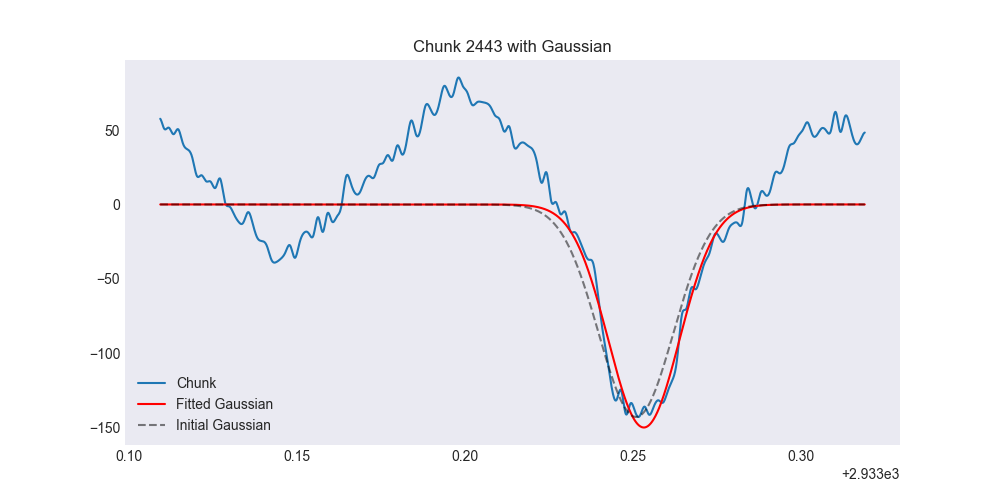 Chunk 2443 with Gaussian
50
0
−50
−100
−150
Chunk
Fitted Gaussian
Initial Gaussian
0.10 0.15 0.20 0.25 0.30
+2.933e3